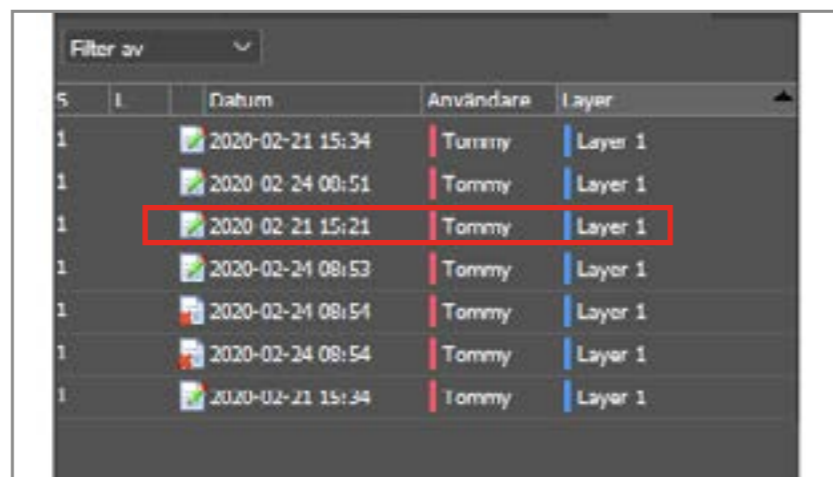 Filter av
S L Datum Användare Layer
1 2020-02-21 15:34 Tommy Layer 1
1 2020-02-24 08:51 Tommy Layer 1
1 2020-02-21 15:21 Tommy Layer 1
1 2020-02-24 08:53 Tommy Layer 1
1 2020-02-24 08:54 Tommy Layer 1
1 2020-02-24 08:54 Tommy Layer 1
1 2020-02-21 15:34 Tommy Layer 1